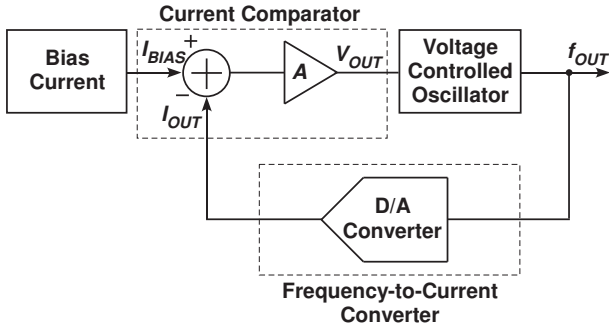 Current Comparator
Bias
Current
I_BIAS
+
−
A
V_OUT
Voltage
Controlled
Oscillator
f_OUT
I_OUT
D/A
Converter
Frequency-to-Current
Converter